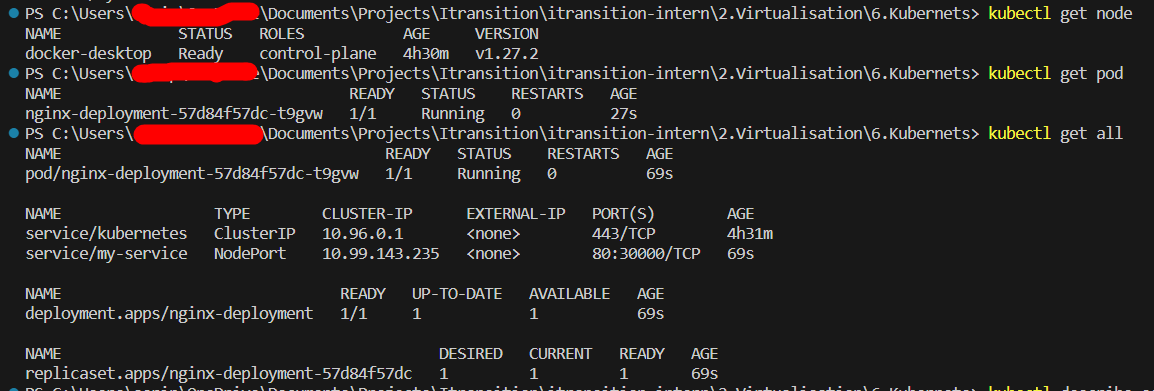 PS C:\Users\ \Documents\Projects\Itransition\itransition-intern\2.Virtualisation\6.Kubernets> kubectl get node
NAME STATUS ROLES AGE VERSION
docker-desktop Ready control-plane 4h30m v1.27.2
PS C:\Users\ \Documents\Projects\Itransition\itransition-intern\2.Virtualisation\6.Kubernets> kubectl get pod
NAME READY STATUS RESTARTS AGE
nginx-deployment-57d84f57dc-t9gvw 1/1 Running 0 27s
PS C:\Users\ \Documents\Projects\Itransition\itransition-intern\2.Virtualisation\6.Kubernets> kubectl get all
NAME READY STATUS RESTARTS AGE
pod/nginx-deployment-57d84f57dc-t9gvw 1/1 Running 0 69s
NAME TYPE CLUSTER-IP EXTERNAL-IP PORT(S) AGE
service/kubernetes ClusterIP 10.96.0.1 <none> 443/TCP 4h31m
service/my-service NodePort 10.99.143.235 <none> 80:30000/TCP 69s
NAME READY UP-TO-DATE AVAILABLE AGE
deployment.apps/nginx-deployment 1/1 1 1 69s
NAME DESIRED CURRENT READY AGE
replicaset.apps/nginx-deployment-57d84f57dc 1 1 1 69s